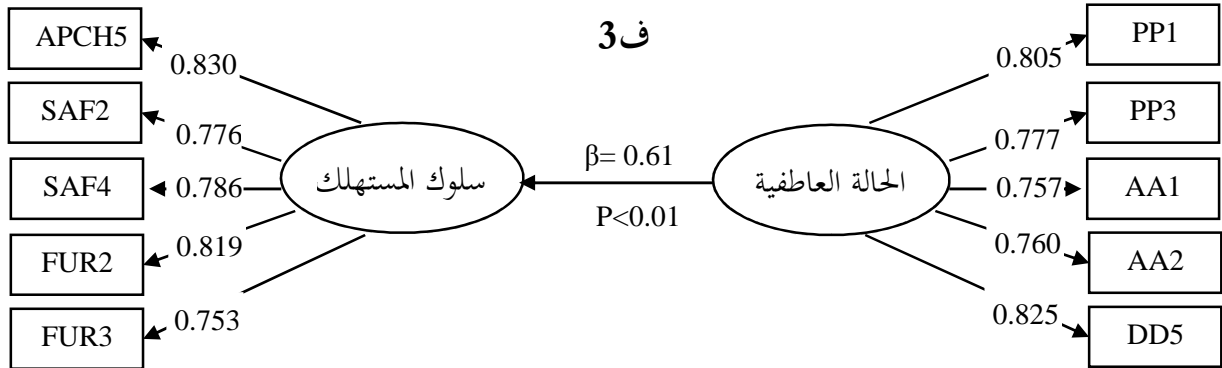 ف3
APCH5
0.830
SAF2
0.776
SAF4
0.786
FUR2
0.819
FUR3
0.753
سلوك المستهلك
β= 0.61
P<0.01
الحالة العاطفية
0.805
PP1
0.777
PP3
0.757
AA1
0.760
AA2
0.825
DD5